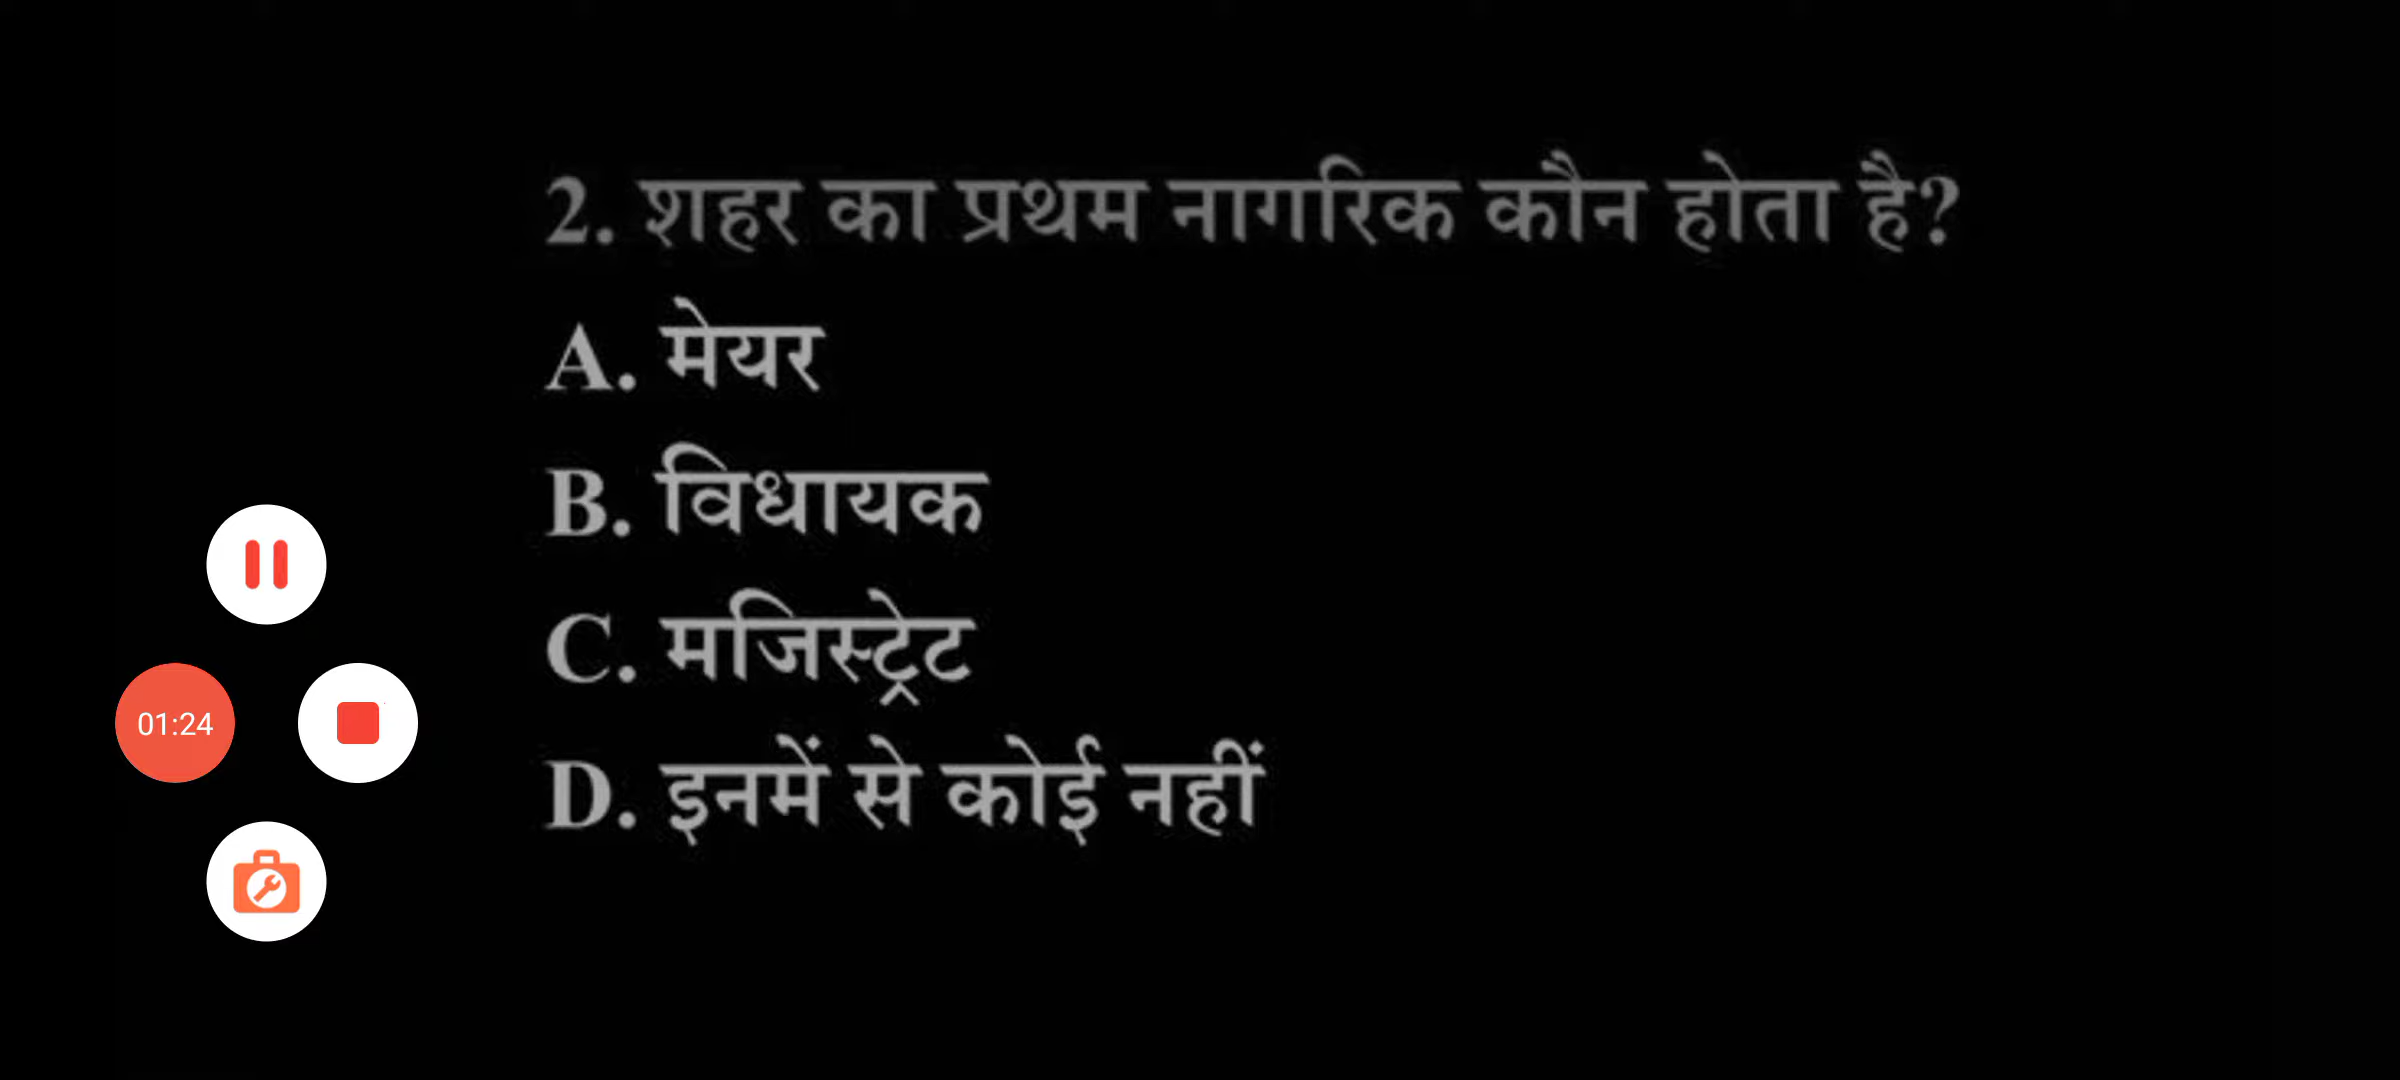 2. शहर का प्रथम नागरिक कौन होता है?
A. मेयर
B. विधायक
C. मजिस्ट्रेट
D. इनमें से कोई नहीं
01:24